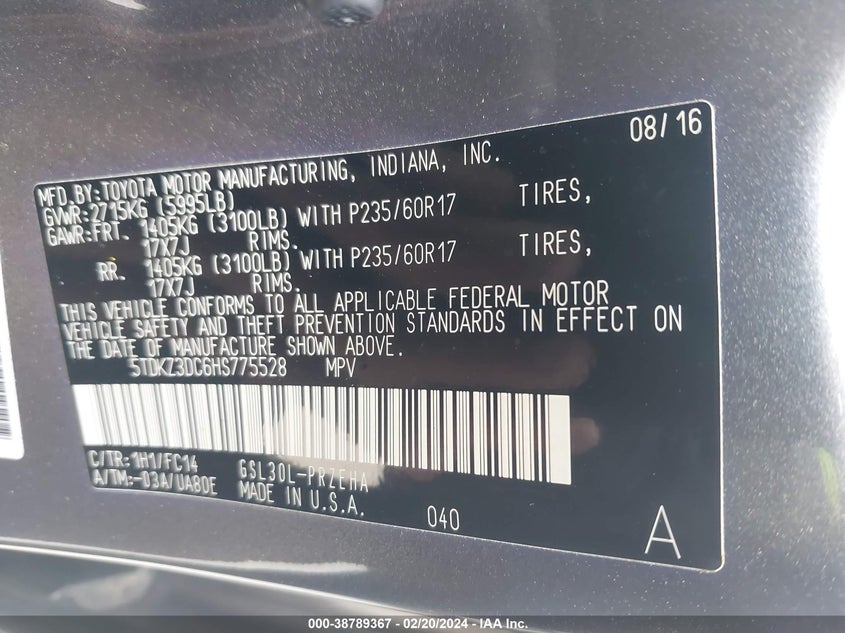 08/16
MFD.BY:TOYOTA MOTOR MANUFACTURING, INDIANA, INC.
GVWR:2715KG (5995LB)
GAWR:FRT. 1405KG (3100LB) WITH P235/60R17 TIRES,
17X7J RIMS.
RR. 1405KG (3100LB) WITH P235/60R17 TIRES,
17X7J RIMS.
THIS VEHICLE CONFORMS TO ALL APPLICABLE FEDERAL MOTOR
VEHICLE SAFETY AND THEFT PREVENTION STANDARDS IN EFFECT ON
THE DATE OF MANUFACTURE SHOWN ABOVE.
5TDKZ3DC6HS775528 MPV
C/TR:1H1/FC14 GSL30L-PRZEHA
A/TM:-03A/UA80E MADE IN U.S.A.
040
A
000-38789367 - 02/20/2024 - IAA Inc.